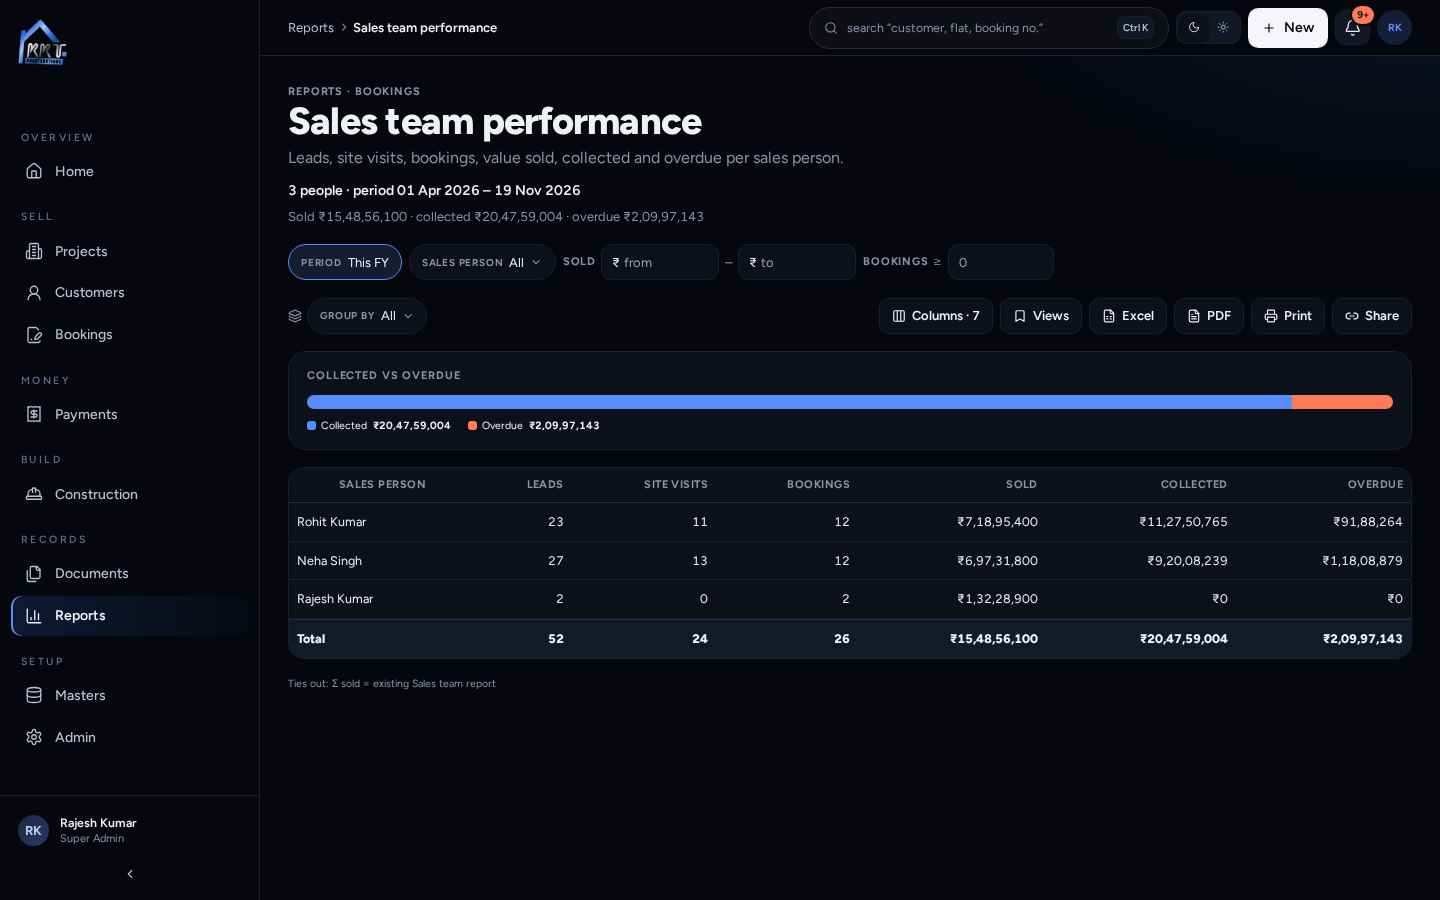 Reports > Sales team performance
search “customer, flat, booking no.” Ctrl K
+ New
9+
RK
OVERVIEW
Home
SELL
Projects
Customers
Bookings
MONEY
Payments
BUILD
Construction
RECORDS
Documents
Reports
SETUP
Masters
Admin
RK
Rajesh Kumar
Super Admin
REPORTS · BOOKINGS
Sales team performance
Leads, site visits, bookings, value sold, collected and overdue per sales person.
3 people · period 01 Apr 2026 – 19 Nov 2026
Sold ₹15,48,56,100 · collected ₹20,47,59,004 · overdue ₹2,09,97,143
PERIOD This FY SALES PERSON All SOLD ₹ from – ₹ to BOOKINGS ≥ 0
GROUP BY All Columns · 7 Views Excel PDF Print Share
COLLECTED VS OVERDUE
Collected ₹20,47,59,004 Overdue ₹2,09,97,143
SALES PERSON LEADS SITE VISITS BOOKINGS SOLD COLLECTED OVERDUE
Rohit Kumar 23 11 12 ₹7,18,95,400 ₹11,27,50,765 ₹91,88,264
Neha Singh 27 13 12 ₹6,97,31,800 ₹9,20,08,239 ₹1,18,08,879
Rajesh Kumar 2 0 2 ₹1,32,28,900 ₹0 ₹0
Total 52 24 26 ₹15,48,56,100 ₹20,47,59,004 ₹2,09,97,143
Ties out: Σ sold = existing Sales team report